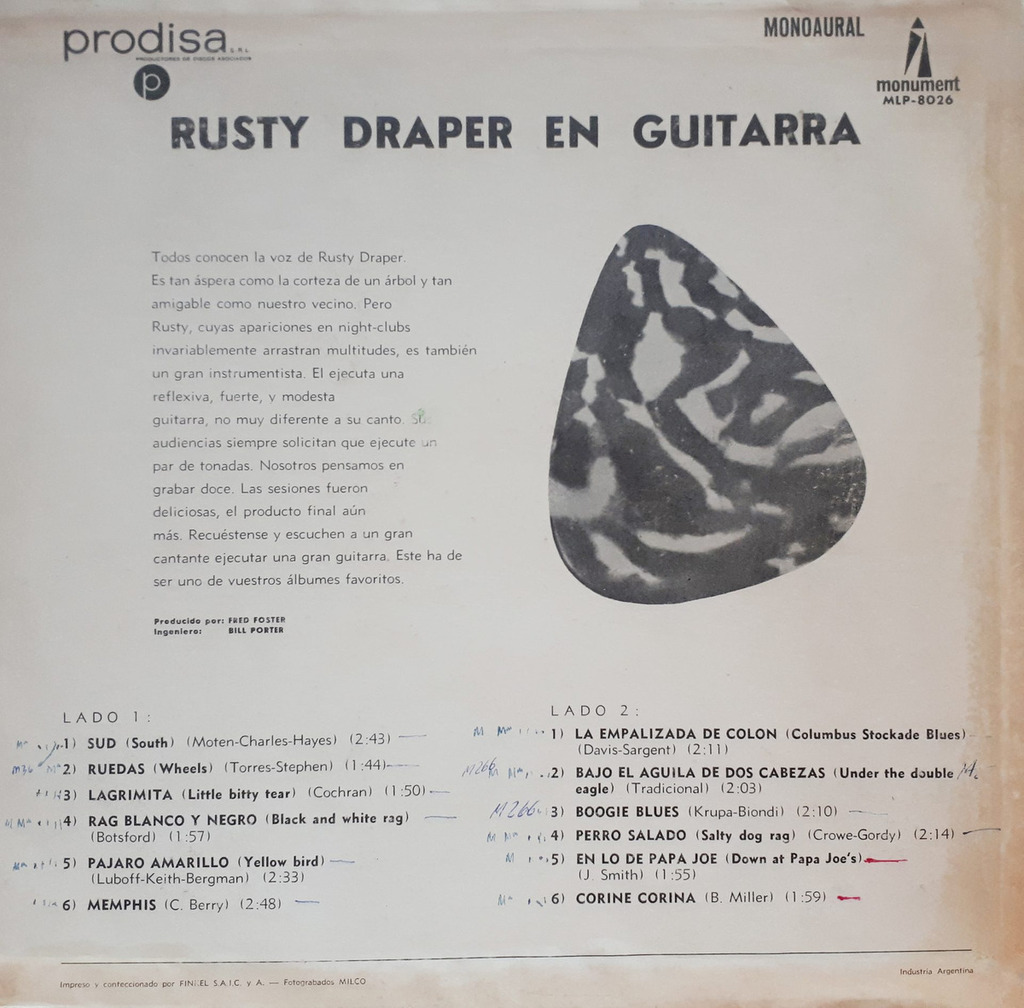 prodisa S.R.L.
PRODUCTORES DE DISCOS ASOCIADOS
p
MONOAURAL
monument
MLP-8026
RUSTY DRAPER EN GUITARRA
Todos conocen la voz de Rusty Draper.
Es tan áspera como la corteza de un árbol y tan
amigable como nuestro vecino. Pero
Rusty, cuyas apariciones en night-clubs
invariablemente arrastran multitudes, es también
un gran instrumentista. El ejecuta una
reflexiva, fuerte, y modesta
guitarra, no muy diferente a su canto. Su
audiencias siempre solicitan que ejecute un
par de tonadas. Nosotros pensamos en
grabar doce. Las sesiones fueron
deliciosas, el producto final aún
más. Recuéstense y escuchen a un gran
cantante ejecutar una gran guitarra. Este ha de
ser uno de vuestros álbumes favoritos.
Producido por: FRED FOSTER
Ingeniero: BILL PORTER
LADO 1:
1) SUD (South) (Moten-Charles-Hayes) (2:43)
2) RUEDAS (Wheels) (Torres-Stephen) (1:44)
3) LAGRIMITA (Little bitty tear) (Cochran) (1:50)
4) RAG BLANCO Y NEGRO (Black and white rag)
(Botsford) (1:57)
5) PAJARO AMARILLO (Yellow bird)
(Luboff-Keith-Bergman) (2:33)
6) MEMPHIS (C. Berry) (2:48)
LADO 2:
1) LA EMPALIZADA DE COLON (Columbus Stockade Blues)
(Davis-Sargent) (2:11)
M266 2) BAJO EL AGUILA DE DOS CABEZAS (Under the double
eagle) (Tradicional) (2:03)
M266 3) BOOGIE BLUES (Krupa-Biondi) (2:10)
4) PERRO SALADO (Salty dog rag) (Crowe-Gordy) (2:14)
5) EN LO DE PAPA JOE (Down at Papa Joe's)
(J. Smith) (1:55)
6) CORINE CORINA (B. Miller) (1:59)
Impreso y confeccionado por S.A.I.C. y A. — Fotograbados MILCO
Industria Argentina